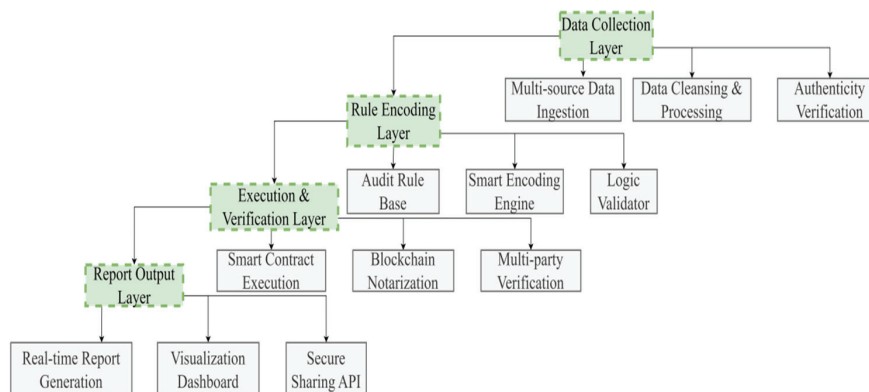 Data Collection
Layer
Multi-source Data
Ingestion
Data Cleansing &
Processing
Authenticity
Verification
Rule Encoding
Layer
Audit Rule
Base
Smart Encoding
Engine
Logic
Validator
Execution &
Verification Layer
Smart Contract
Execution
Blockchain
Notarization
Multi-party
Verification
Report Output
Layer
Real-time Report
Generation
Visualization
Dashboard
Secure
Sharing API